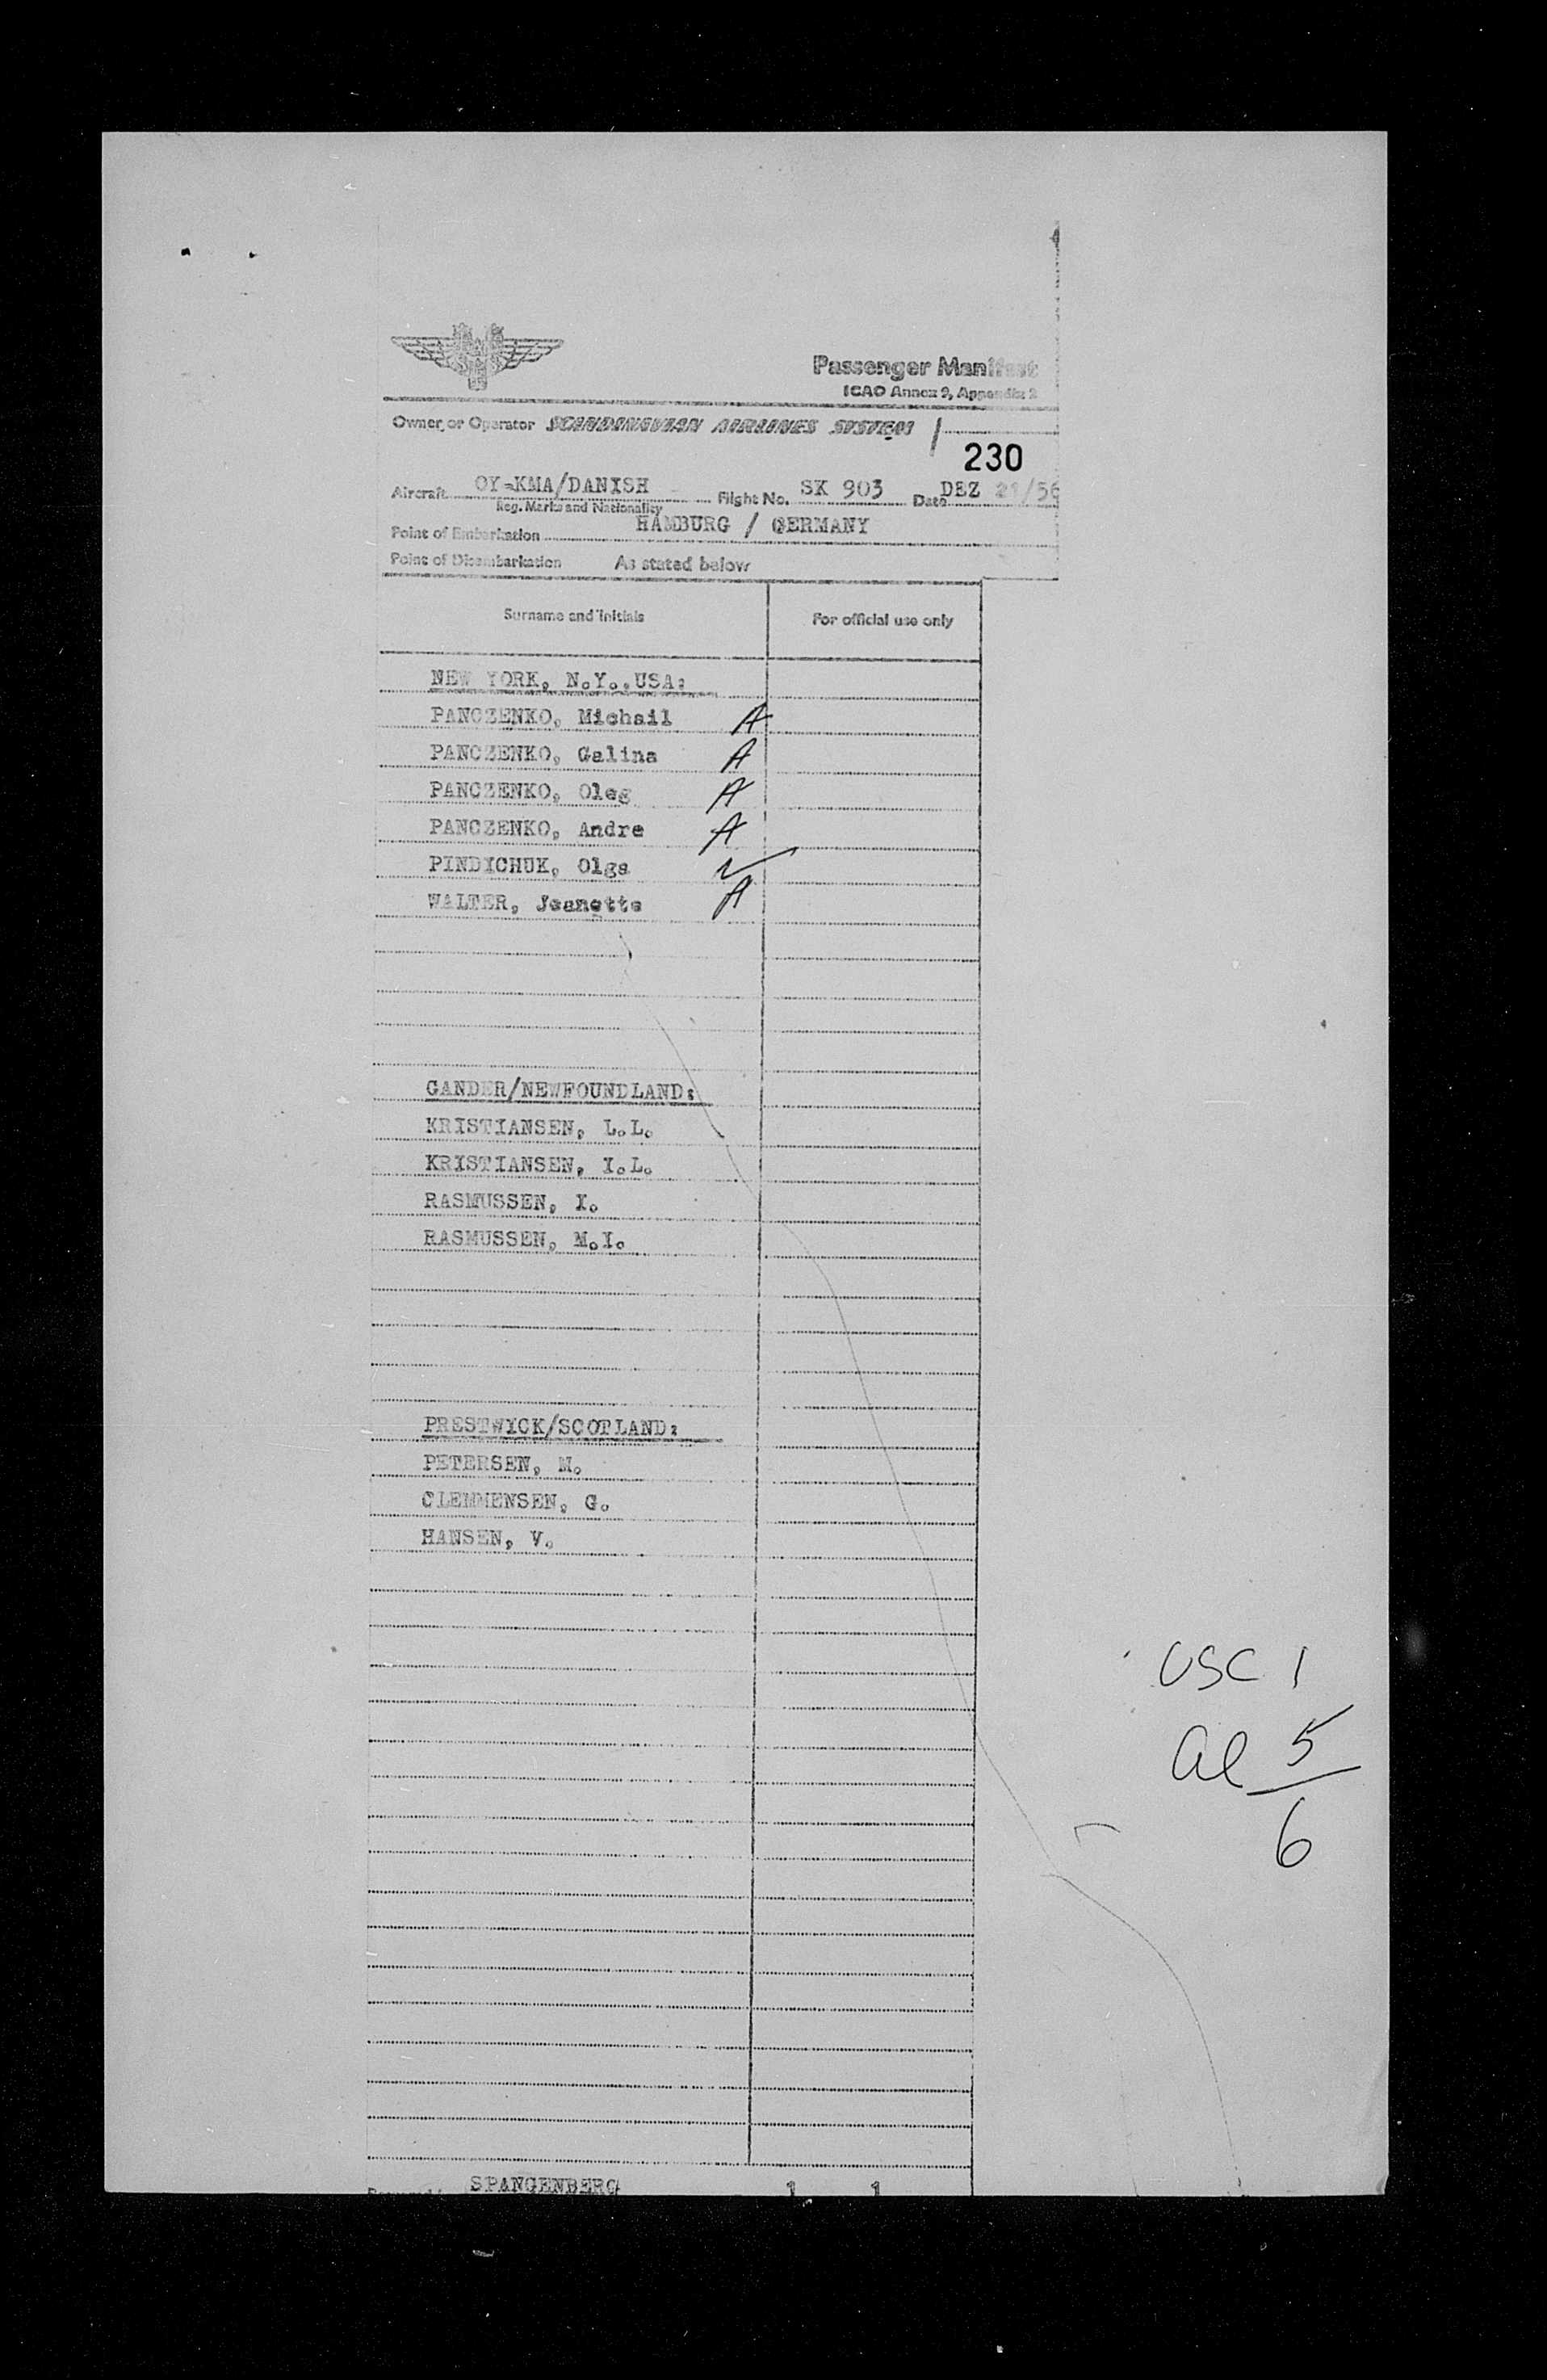 Passenger Manifest
ICAO Annex 9, Appendix 2
Owner or Operator SCANDINAVIAN AIRLINES SYSTEM
230
Aircraft OY-KMA/DANISH Flight No. SK 903 Date DEZ 21/56
Reg. Marks and Nationality
Point of Embarkation HAMBURG / GERMANY
Point of Disembarkation As stated below
Surname and initials For official use only
NEW YORK, N.Y.,USA:
PANCZENKO, Michail A
PANCZENKO, Galina A
PANCZENKO, Oleg A
PANCZENKO, Andre A
PINDICHUK, Olga
WALTER, Jeanette A
GANDER/NEWFOUNDLAND:
KRISTIANSEN, L.L.
KRISTIANSEN, I.L.
RASMUSSEN, I.
RASMUSSEN, M.I.
PRESTWICK/SCOTLAND:
PETERSEN, M.
CLEMMENSEN, G.
HANSEN, V.
USC 1
al 5
6
SPANGENBERG 1 1